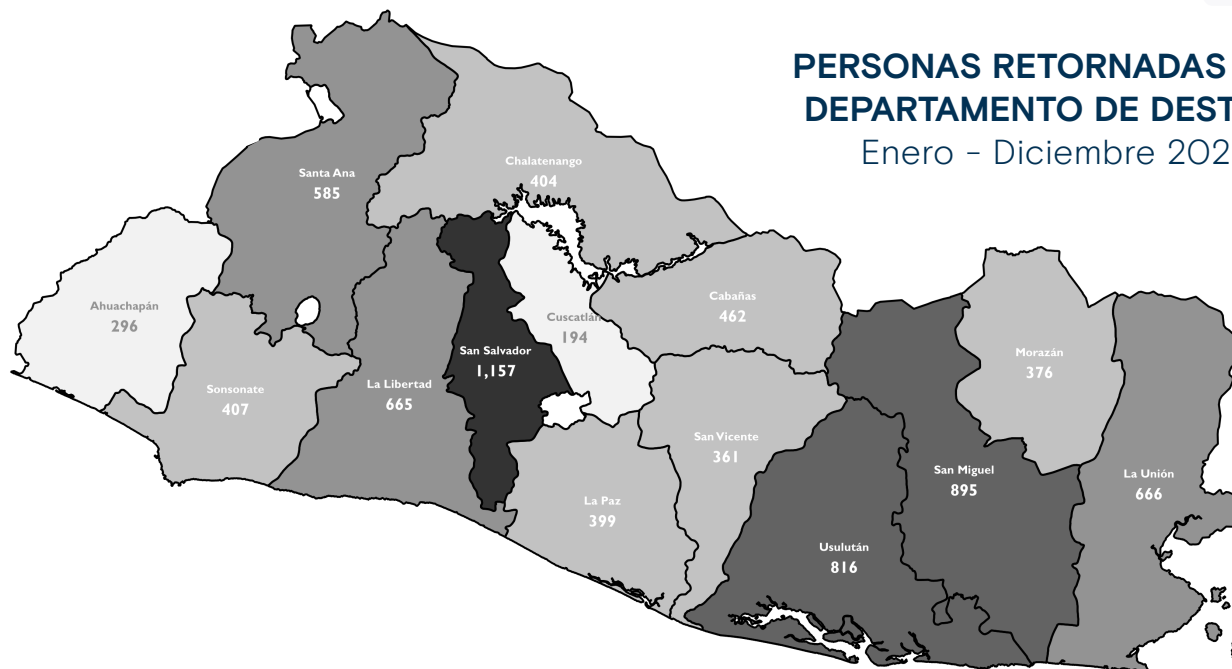 PERSONAS RETORNADAS
DEPARTAMENTO DE DEST
Enero - Diciembre 202
Chalatenango
404
Santa Ana
585
Ahuachapán
296
Cabañas
462
Cuscatlán
194
San Salvador
1,157
Morazán
376
La Libertad
665
Sonsonate
407
San Vicente
361
San Miguel
895
La Unión
666
La Paz
399
Usulután
816